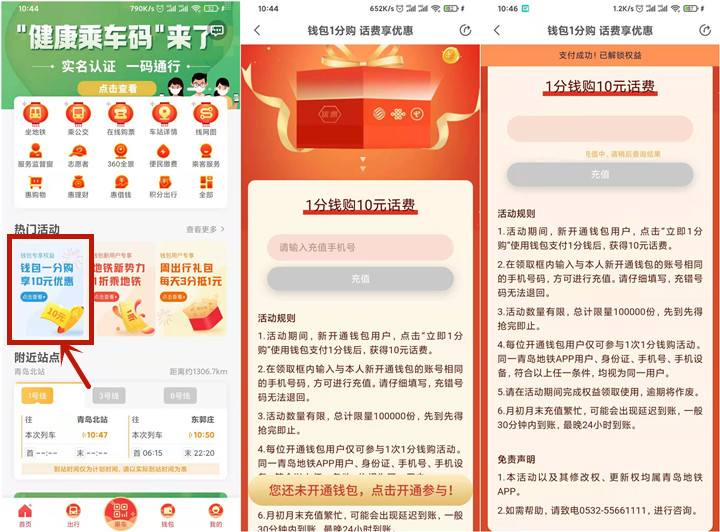 10:44
790K/s
"健康乘车码"来了
实名认证 一码通行
点击查看
坐地铁
乘公交
在线购票
车站详情
线网图
服务监督窗
志愿者
360全景
便民缴费
乘客服务
惠购物
惠理财
惠借钱
积分出行
全部
热门活动
查看更多 >
钱包专享权益
钱包一分购
享10元优惠
点击查看
10元
钱包新用户专享
地铁新势力
1折乘地铁
点击查看
钱包用户专享
周出行礼包
每天3分抵1元
点击查看
附近站点
青岛北站
距离约1306.7km
1号线
3号线
8号线
往
青岛北站
本次列车
10:47
首 --:--
末 --:--
往
东郭庄
本次列车
10:50
首 06:15
末 22:20
到站时间仅为计划时间，请以实际到站时间为准
首页
出行
乘车
钱包
我的
10:44
652K/s
钱包1分购 话费享优惠
1分钱购10元话费
请输入充值手机号
充值
活动规则
1.活动期间，新开通钱包用户，点击“立即1分
购”使用钱包支付1分钱后，获得10元话费。
2.在领取框内输入与本人新开通钱包的账号相同
的手机号码，方可进行充值。请仔细填写，充错号
码无法退回。
3.活动数量有限，总计限量100000份，先到先得
抢完即止。
4.每位开通钱包用户仅可参与1次1分钱购活动。
同一青岛地铁APP用户、身份证、手机号、手机设
您还未开通钱包，点击开通参与！
6.月初月末充值繁忙，可能会出现延迟到账，一般
30分钟内到账，最晚24小时到账。
10:46
1.2K/s
钱包1分购 话费享优惠
支付成功! 已解锁权益
1分钱购10元话费
充值中，请稍后查询结果
充值
活动规则
1.活动期间，新开通钱包用户，点击“立即1分
购”使用钱包支付1分钱后，获得10元话费。
2.在领取框内输入与本人新开通钱包的账号相同
的手机号码，方可进行充值。请仔细填写，充错号
码无法退回。
3.活动数量有限，总计限量100000份，先到先得
抢完即止。
4.每位开通钱包用户仅可参与1次1分钱购活动。
同一青岛地铁APP用户、身份证、手机号、手机设
备，符合以上任一条件，均视为同一用户。
5.请在活动期间完成权益领取使用，逾期将作废。
6.月初月末充值繁忙，可能会出现延迟到账，一般
30分钟内到账，最晚24小时到账。
免责声明
1.本活动以及其修改权、更新权均属青岛地铁
APP。
2.如需帮助，请致电0532-55661111，进行咨询。